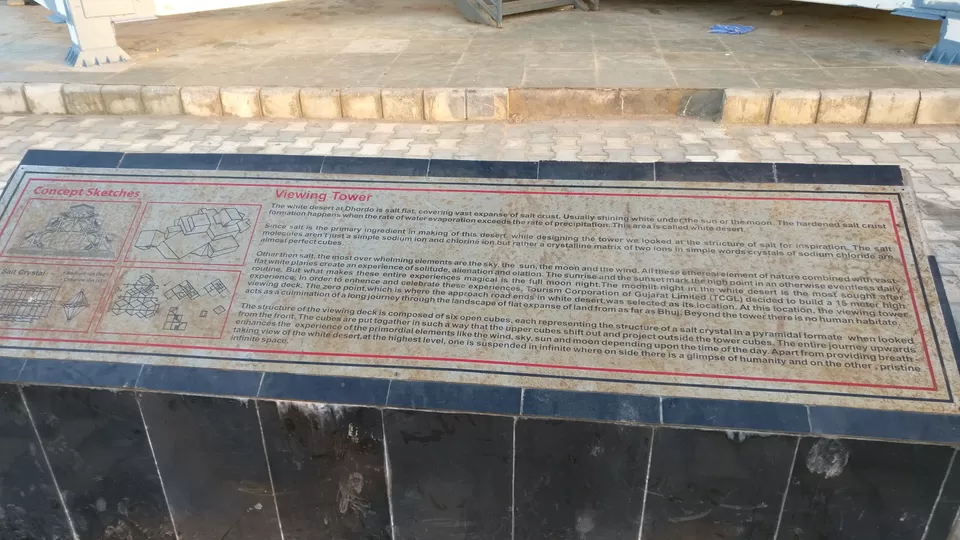 Concept Sketches
Salt Crystal
Viewing Tower
The white desert at Dhordo is salt flat, covering vast expanse of salt crust, Usually shining white under the sun or the moon. The hardened salt crust
formation happens when the rate of water evaporation exceeds the rate of precipitation. This area is called white desert.
Since salt is the primary ingredient in making of this desert, while designing the tower we looked at the structure of salt for inspiration. The salt
molecules aren't just a simple sodium ion and chlorine ion but rather a crystalline matrix of two ions in simple words crystals of sodium chloride are
almost perfect cubes.
Other then salt, the most over whelming elements are the sky, the sun, the moon and the wind. All these ethereal element of nature combined with vast-
flat white planes create an experience of solitude, alienation and elation. The sunrise and the sunset mark the high point in an otherwise eventless daily
routine. But what makes these entire experiences magical is the full moon night. The moonlit night in the white desert is the most sought after
experience. In order to enhance and celebrate these experiences, Tourism Corporation of Gujarat Limited (TCGL) decided to build a 15 meter high
viewing deck. The zero point which is where the approach road ends in white desert was selected as its location. At this location, the viewing tower
acts as a culmination of a long journey through the landscape of flat expanse of land from as far as Bhuj. Beyond the tower there is no human habitate
The structure of the viewing deck is composed of six open cubes, each representing the structure of a salt crystal in a pyramidal formate when looked
from the front. The cubes are put together in such a way that the upper cubes shift out and project outside the tower cubes. The entire journey upwards
enhances the experience of the primordial elements like the wind, sky, sun and moon depending upon the time of the day. Apart from providing breath -
taking view of the white desert, at the highest level, one is suspended in infinite where on side there is a glimpse of humanity and on the other - pristine
infinite space.